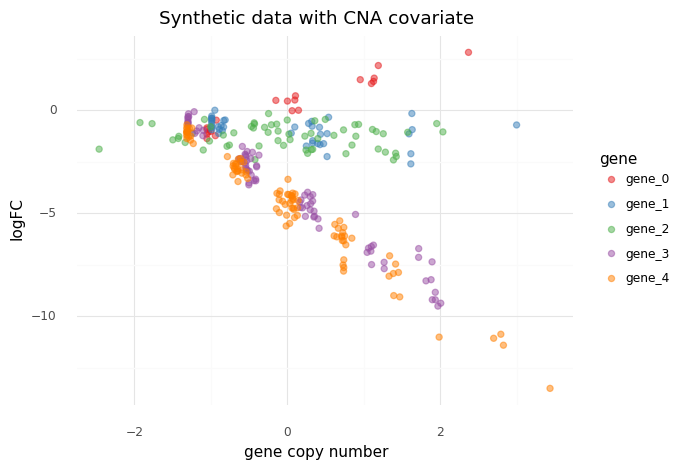 Synthetic data with CNA covariate
0
−5
−10
logFC
−2
0
2
gene copy number
gene
gene_0
gene_1
gene_2
gene_3
gene_4